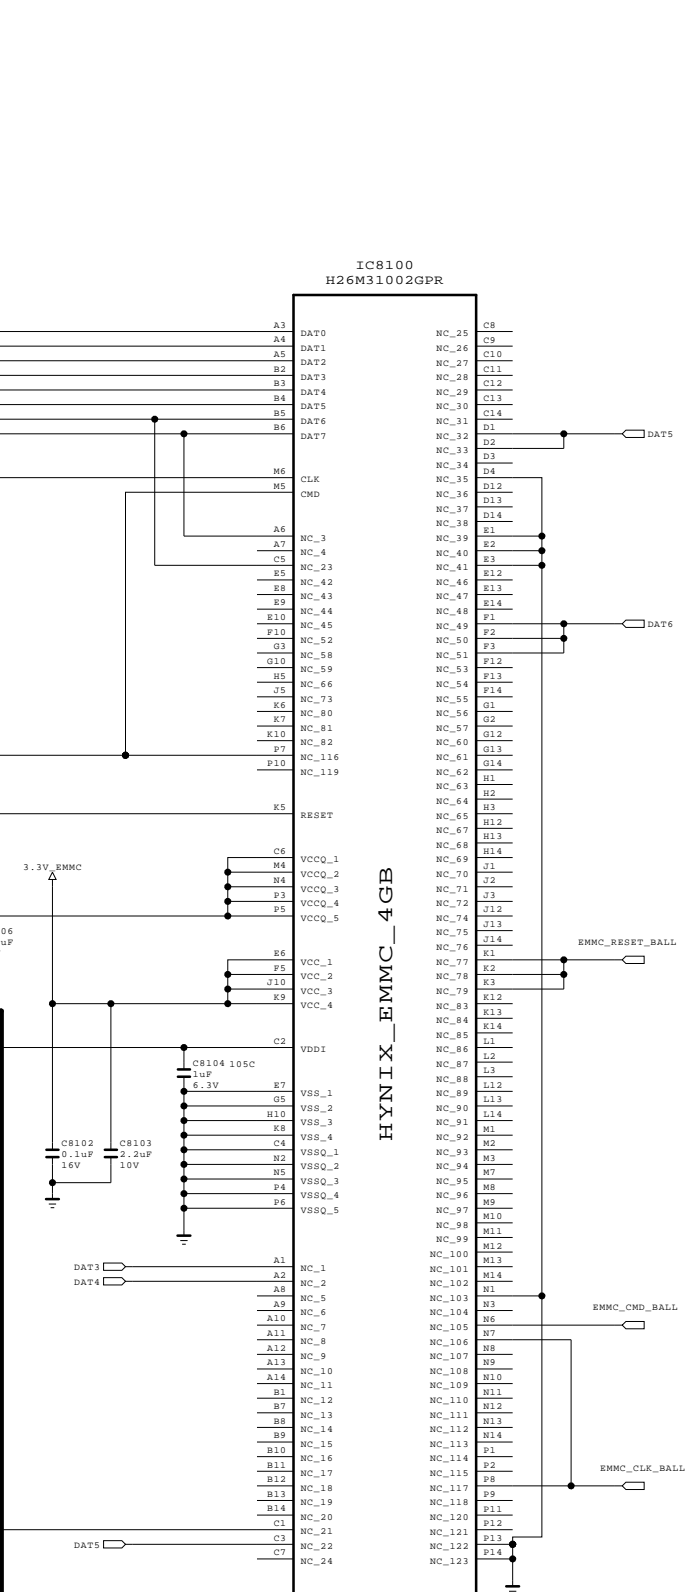 IC8100
H26M31002GPR
A3 DAT0 NC_25 C8
A4 DAT1 NC_26 C9
A5 DAT2 NC_27 C10
B2 DAT3 NC_28 C11
B3 DAT4 NC_29 C12
B4 DAT5 NC_30 C13
B5 DAT6 NC_31 C14
B6 DAT7 NC_32 D1 DAT5
NC_33 D2
NC_34 D3
M6 CLK NC_35 D4
M5 CMD NC_36 D12
NC_37 D13
NC_38 D14
A6 NC_3 NC_39 E1
A7 NC_4 NC_40 E2
C5 NC_23 NC_41 E3
E5 NC_42 NC_46 E12
E8 NC_43 NC_47 E13
E9 NC_44 NC_48 E14
E10 NC_45 NC_49 F1 DAT6
F10 NC_52 NC_50 F2
G3 NC_58 NC_51 F3
G10 NC_59 NC_53 F12
H5 NC_66 NC_54 F13
J5 NC_73 NC_55 F14
K6 NC_80 NC_56 G1
K7 NC_81 NC_57 G2
K10 NC_82 NC_60 G12
P7 NC_116 NC_61 G13
P10 NC_119 NC_62 G14
NC_63 H1
NC_64 H2
K5 RESET NC_65 H3
NC_67 H12
NC_68 H13
C6 VCCQ_1 NC_69 H14
3.3V_EMMC M4 VCCQ_2 NC_70 J1
N4 VCCQ_3 NC_71 J2
P3 VCCQ_4 NC_72 J3
P5 VCCQ_5 NC_74 J12
NC_75 J13
06
uF
NC_76 J14 EMMC_RESET_BALL
E6 VCC_1 NC_77 K1
F5 VCC_2 NC_78 K2
J10 VCC_3 NC_79 K3
K9 VCC_4 NC_83 K12
NC_84 K13
NC_85 K14
C2 VDDI NC_86 L1
HYNIX_EMMC_4GB
C8104 105C NC_87 L2
1uF NC_88 L3
6.3V E7 VSS_1 NC_89 L12
G5 VSS_2 NC_90 L13
H10 VSS_3 NC_91 L14
K8 VSS_4 NC_92 M1
C8102 C8103 C4 VSSQ_1 NC_93 M2
0.1uF 2.2uF N2 VSSQ_2 NC_94 M3
16V 10V N5 VSSQ_3 NC_95 M7
P4 VSSQ_4 NC_96 M8
P6 VSSQ_5 NC_97 M9
NC_98 M10
NC_99 M11
NC_100 M12
DAT3 A1 NC_1 NC_101 M13
DAT4 A2 NC_2 NC_102 M14
A8 NC_5 NC_103 N1
A9 NC_6 NC_104 N3 EMMC_CMD_BALL
A10 NC_7 NC_105 N6
A11 NC_8 NC_106 N7
A12 NC_9 NC_107 N8
A13 NC_10 NC_108 N9
A14 NC_11 NC_109 N10
B1 NC_12 NC_110 N11
B7 NC_13 NC_111 N12
B8 NC_14 NC_112 N13
B9 NC_15 NC_113 N14
B10 NC_16 NC_114 P1
B11 NC_17 NC_115 P2 EMMC_CLK_BALL
B12 NC_18 NC_117 P8
B13 NC_19 NC_118 P9
B14 NC_20 NC_120 P11
C1 NC_21 NC_121 P12
DAT5 C3 NC_22 NC_122 P13
C7 NC_24 NC_123 P14